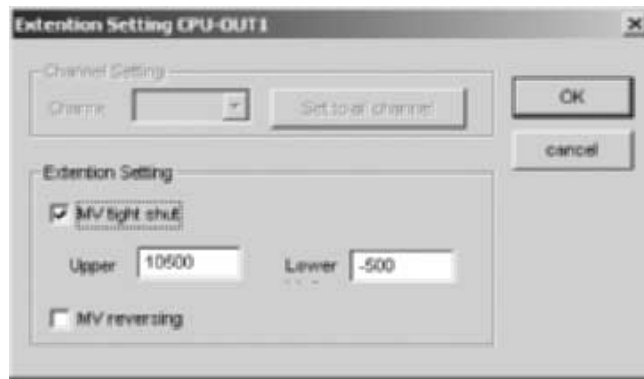 Extention Setting CPU-OUT1
Channel Setting
Channe
Set to all channel
OK
cancel
Extention Setting
MV tight shut
Upper 10500 Lower -500
MV reversing